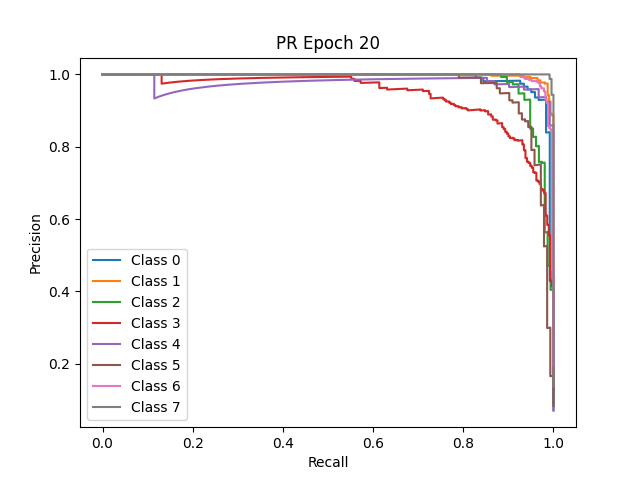 PR Epoch 20
1.0
0.8
0.6
0.4
0.2
Precision
Class 0
Class 1
Class 2
Class 3
Class 4
Class 5
Class 6
Class 7
0.0 0.2 0.4 0.6 0.8 1.0
Recall